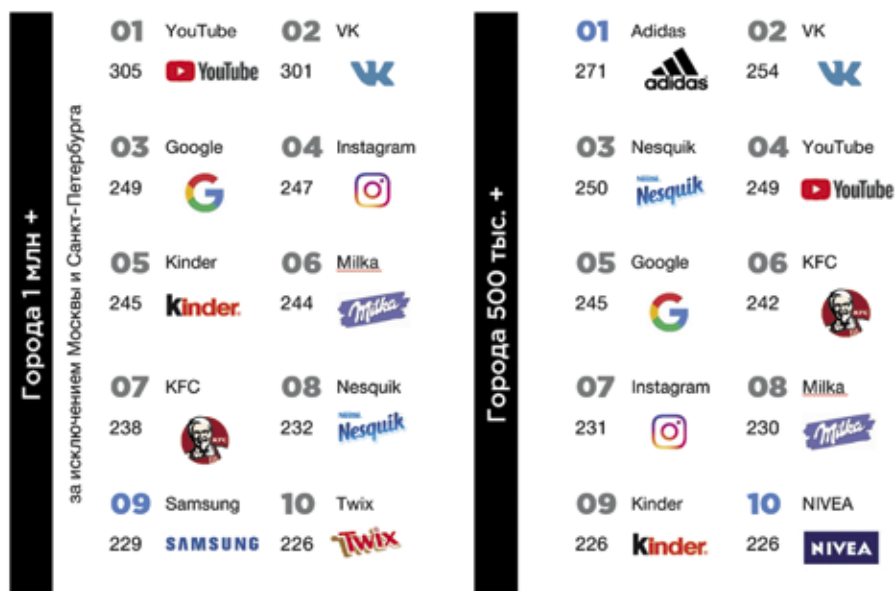 Города 1 млн +
за исключением Москвы и Санкт-Петербурга
01 YouTube
305 YouTube
02 VK
301
03 Google
249 G
04 Instagram
247
05 Kinder
245 kinder
06 Milka
244 Milka
07 KFC
238 KFC
08 Nesquik
232 Nesquik
09 Samsung
229 SAMSUNG
10 Twix
226 Twix
Города 500 тыс. +
01 Adidas
271 adidas
02 VK
254
03 Nesquik
250 Nesquik
04 YouTube
249 YouTube
05 Google
245 G
06 KFC
242 KFC
07 Instagram
231
08 Milka
230 Milka
09 Kinder
226 kinder
10 NIVEA
226 NIVEA